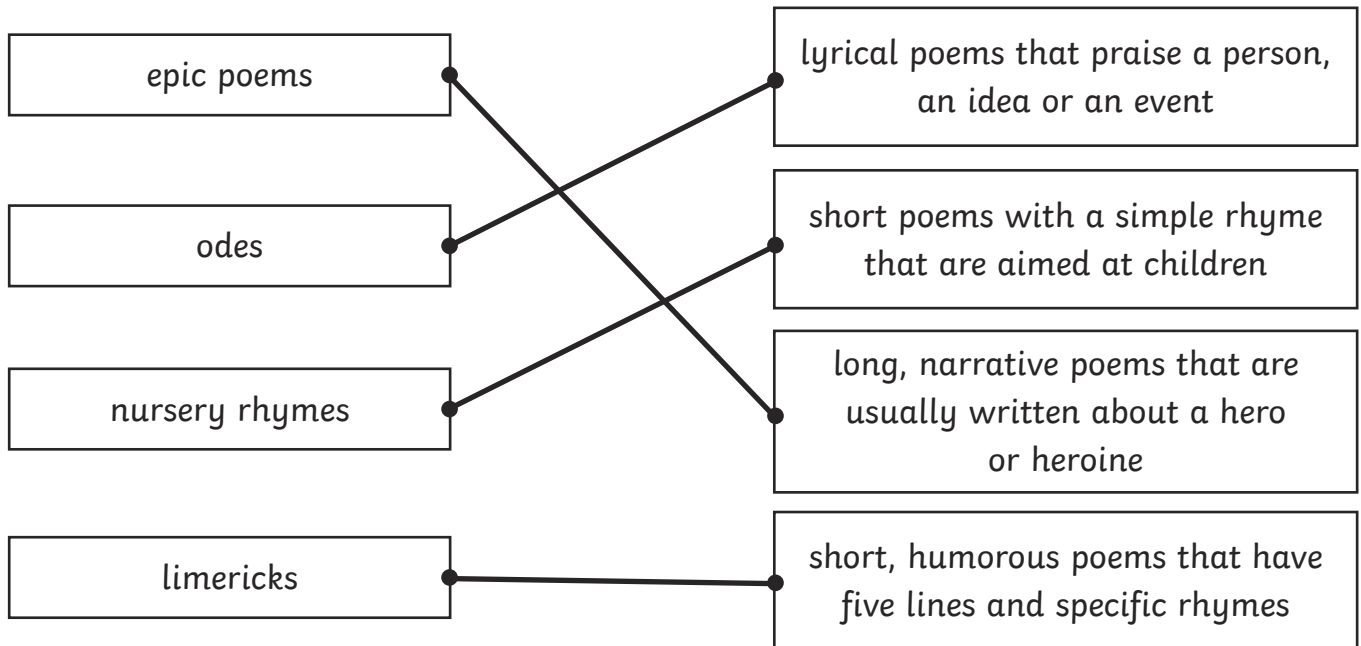 epic poems
odes
nursery rhymes
limericks
lyrical poems that praise a person,
an idea or an event
short poems with a simple rhyme
that are aimed at children
long, narrative poems that are
usually written about a hero
or heroine
short, humorous poems that have
five lines and specific rhymes